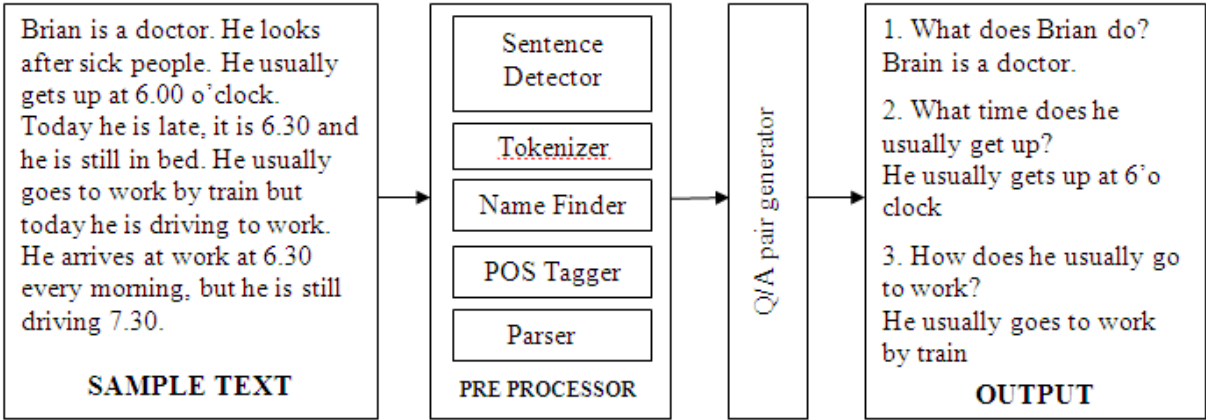 Brian is a doctor. He looks
after sick people. He usually
gets up at 6.00 o’clock.
Today he is late, it is 6.30 and
he is still in bed. He usually
goes to work by train but
today he is driving to work.
He arrives at work at 6.30
every morning, but he is still
driving 7.30.
SAMPLE TEXT
Sentence
Detector
Tokenizer
Name Finder
POS Tagger
Parser
PRE PROCESSOR
Q/A pair generator
1. What does Brian do?
Brain is a doctor.
2. What time does he
usually get up?
He usually gets up at 6’o
clock
3. How does he usually go
to work?
He usually goes to work
by train
OUTPUT